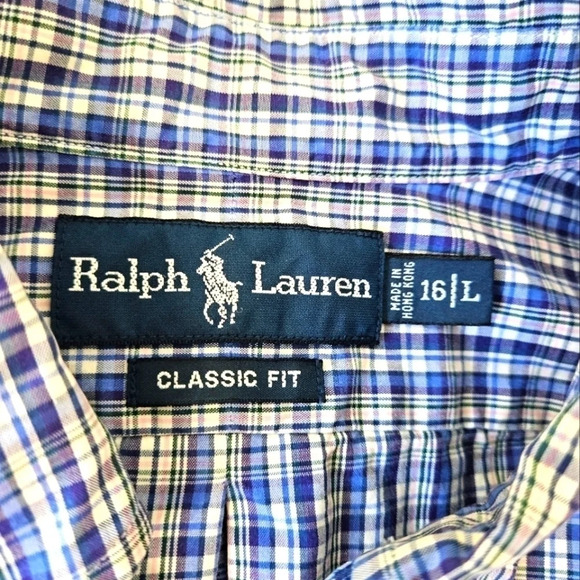 Ralph Lauren
MADE IN
HONG KONG
16 L
CLASSIC FIT